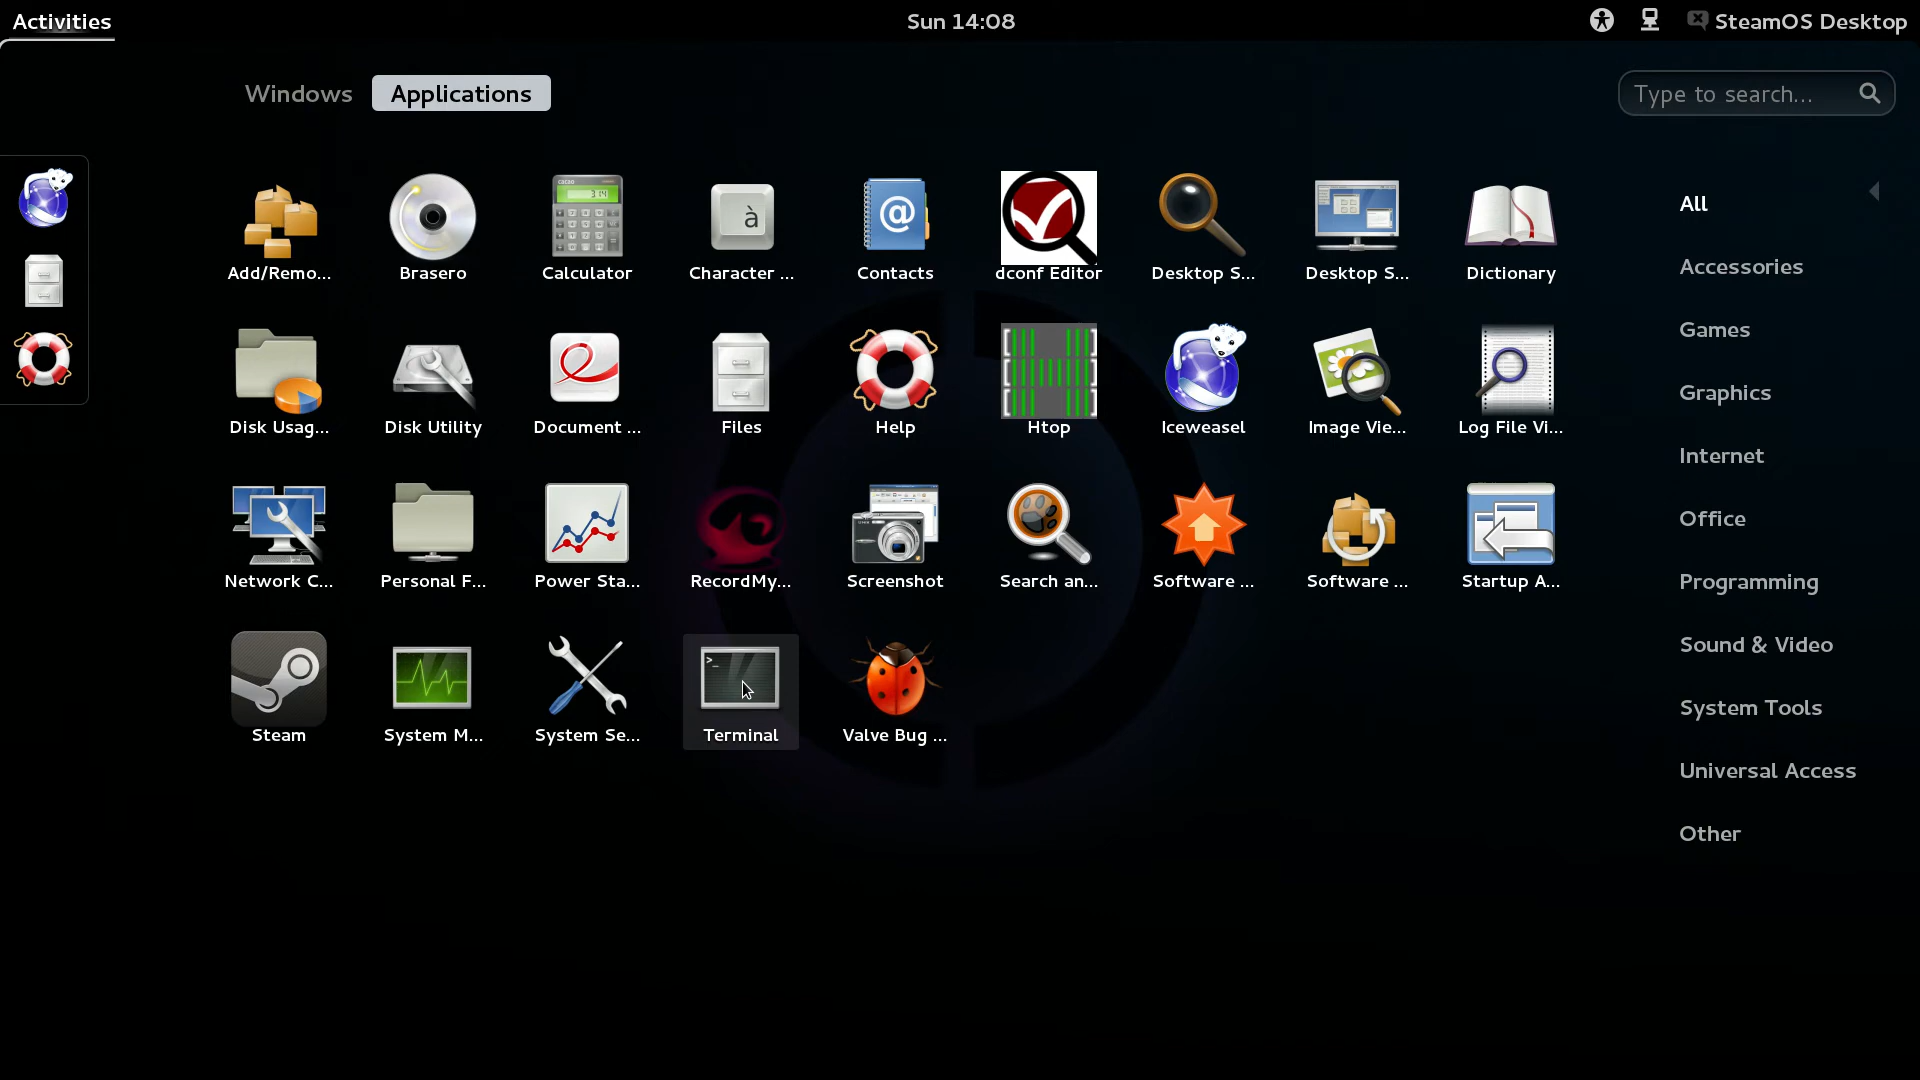 Activities
Sun 14:08
SteamOS Desktop
Windows
Applications
Type to search...
Add/Remo...
Brasero
Calculator
Character ...
Contacts
dconf Editor
Desktop S...
Desktop S...
Dictionary
Disk Usag...
Disk Utility
Document ...
Files
Help
Htop
Iceweasel
Image Vie...
Log File Vi...
Network C...
Personal F...
Power Sta...
RecordMy...
Screenshot
Search an...
Software ...
Software ...
Startup A...
Steam
System M...
System Se...
Terminal
Valve Bug ...
All
Accessories
Games
Graphics
Internet
Office
Programming
Sound & Video
System Tools
Universal Access
Other